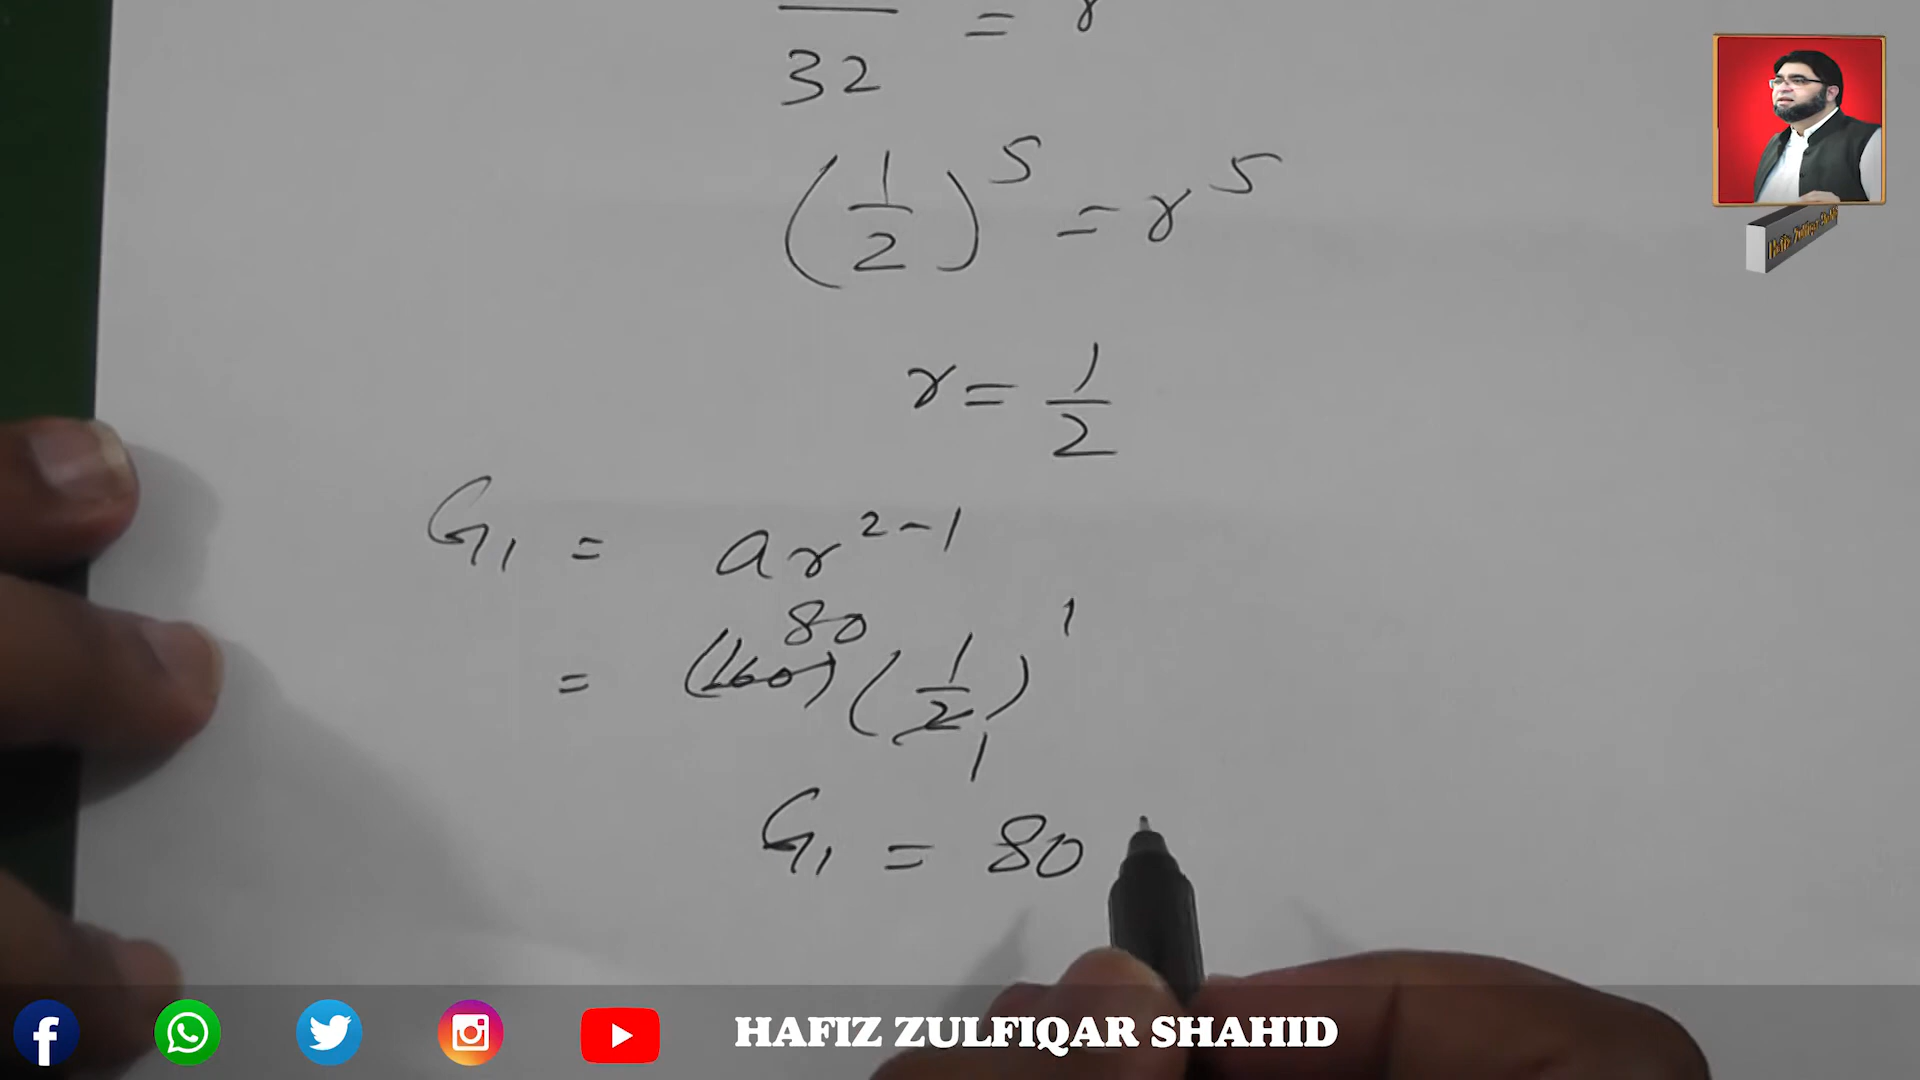 ── = r
32
(1/2)^5 = r^5
r = 1/2
G1 = ar^2-1
80
= (160) (1/2)^1
1
G1 = 80
HAFIZ ZULFIQAR SHAHID